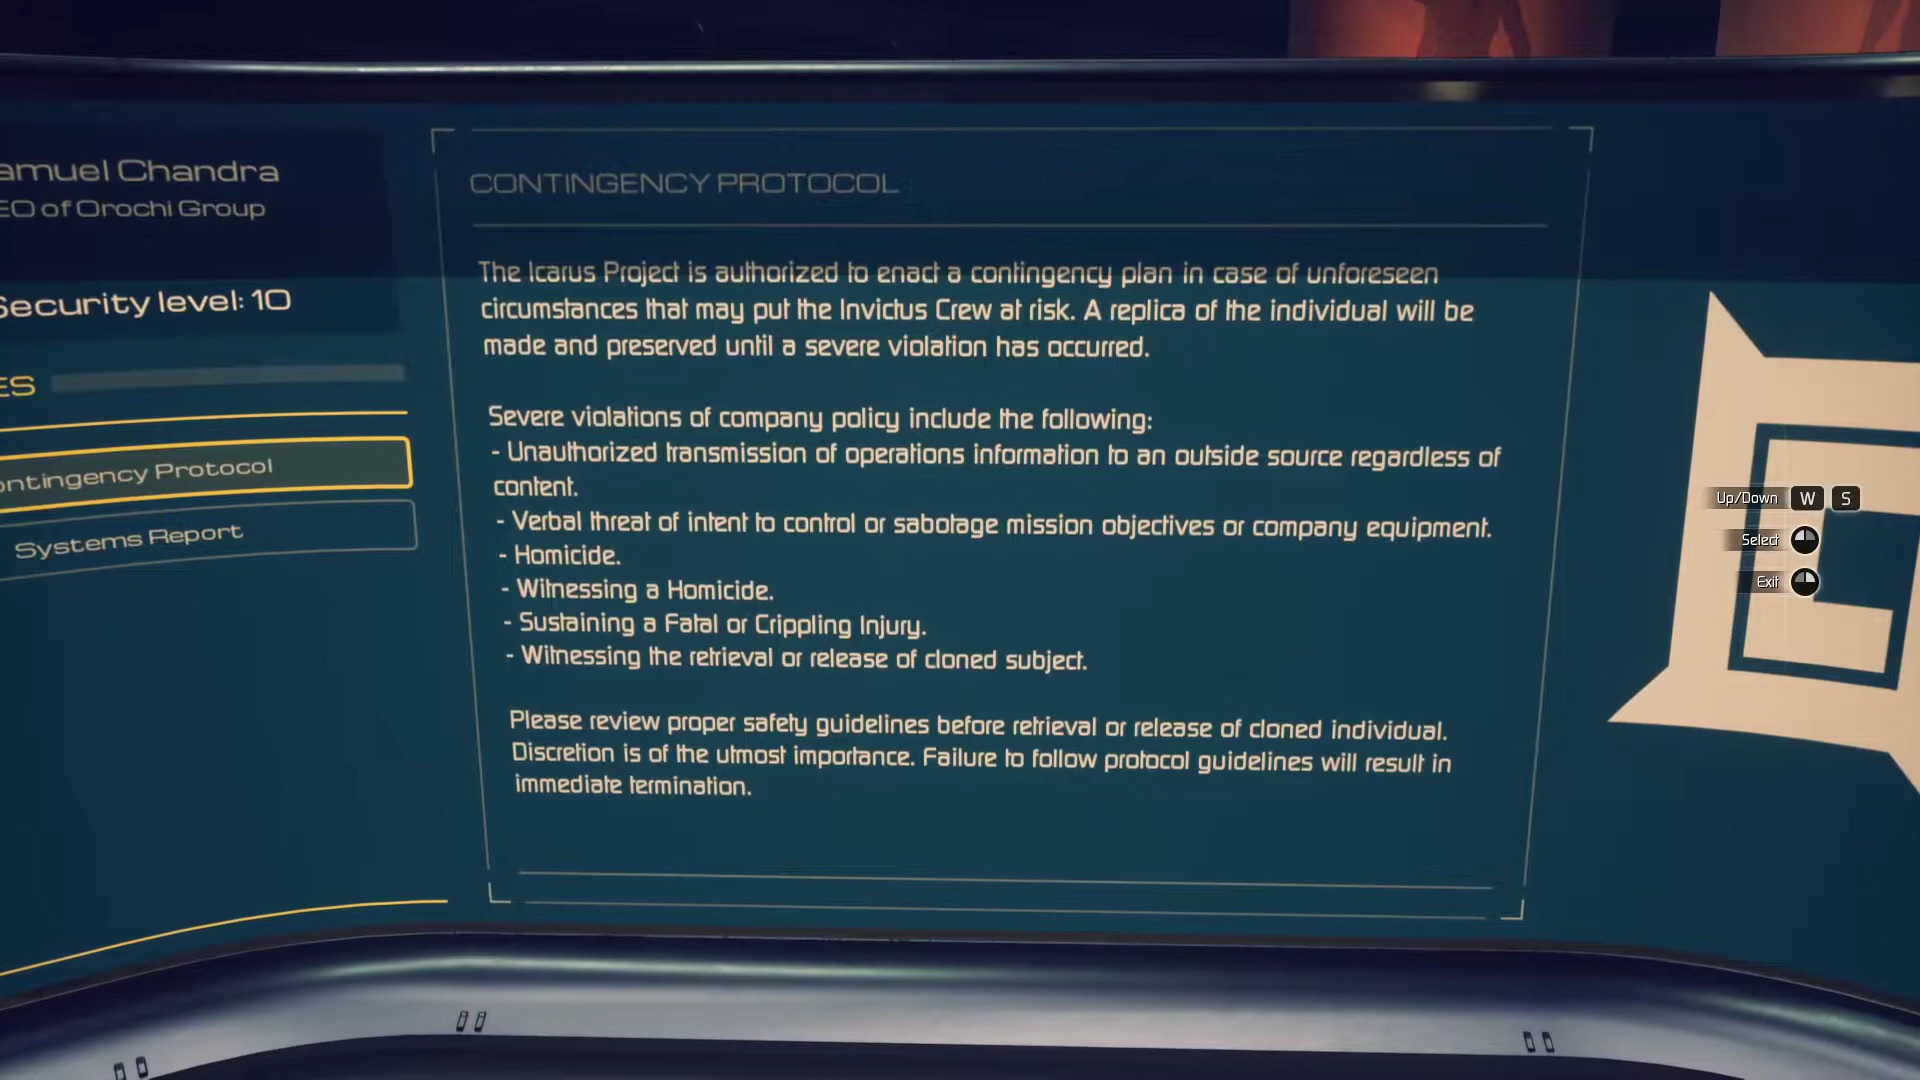 amuel Chandra
EO of Orochi Group
Security level: 10
ES
ontingency Protocol
Systems Report
CONTINGENCY PROTOCOL
The Icarus Project is authorized to enact a contingency plan in case of unforeseen
circumstances that may put the Invictus Crew at risk. A replica of the individual will be
made and preserved until a severe violation has occurred.
Severe violations of company policy include the following:
- Unauthorized transmission of operations information to an outside source regardless of
content.
- Verbal threat of intent to control or sabotage mission objectives or company equipment.
- Homicide.
- Witnessing a Homicide.
- Sustaining a Fatal or Crippling Injury.
- Witnessing the retrieval or release of cloned subject.
Please review proper safety guidelines before retrieval or release of cloned individual.
Discretion is of the utmost importance. Failure to follow protocol guidelines will result in
immediate termination.
Up/Down W S
Select
Exit